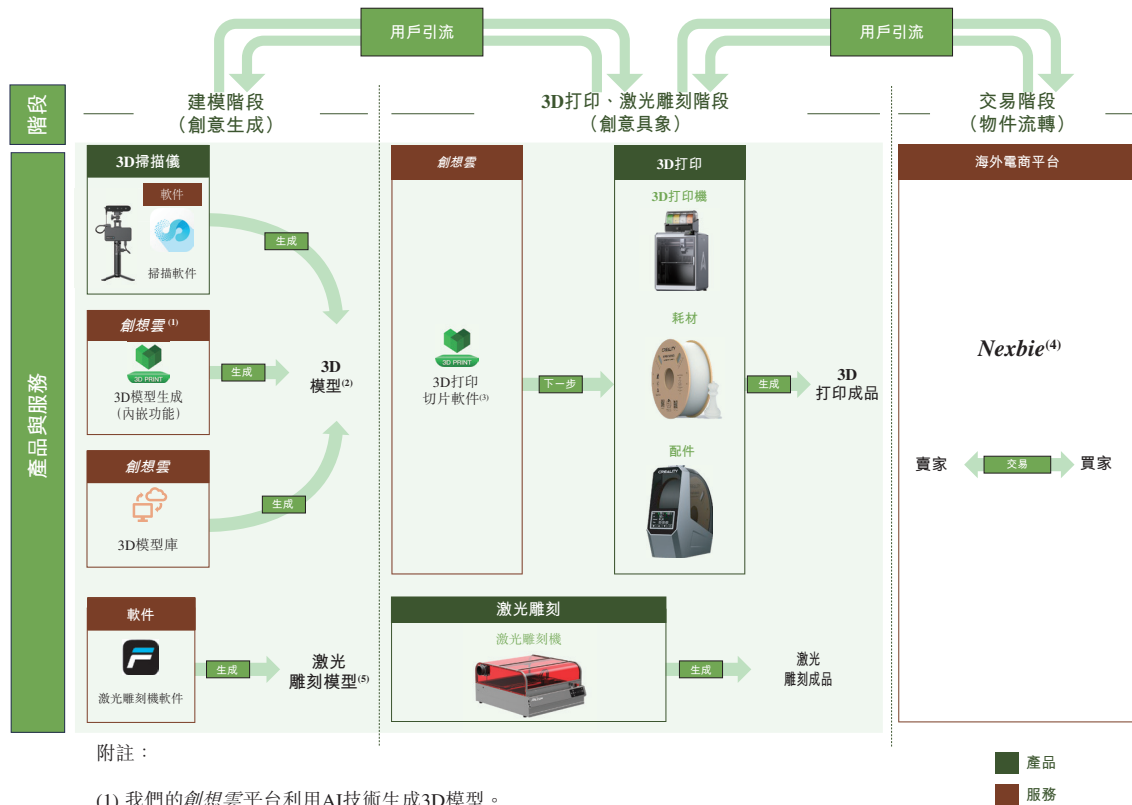 用戶引流
用戶引流
階段
建模階段
（創意生成）
3D打印、激光雕刻階段
（創意具象）
交易階段
（物件流轉）
產品與服務
3D掃描儀
軟件
掃描軟件
生成
創想雲(1)
3D PRINT
3D模型生成
(內嵌功能)
生成
創想雲
3D模型庫
生成
3D
模型(2)
軟件
激光雕刻機軟件
生成
激光
雕刻模型(5)
創想雲
3D PRINT
3D打印
切片軟件(3)
下一步
3D打印
3D打印機
耗材
CREALITY
配件
CREALITY
生成
3D
打印成品
激光雕刻
激光雕刻機
生成
激光
雕刻成品
海外電商平台
Nexbie(4)
賣家
交易
買家
附註：
(1) 我們的創想雲平台利用AI技術生成3D模型。
產品
服務